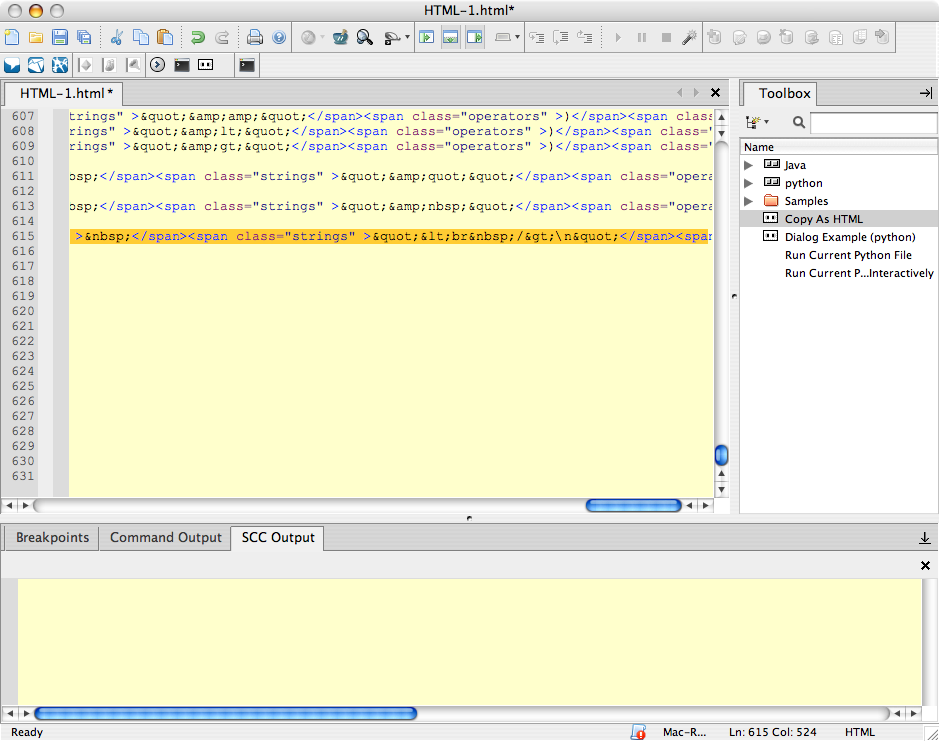 HTML-1.html*
HTML-1.html*
Toolbox
607 trings" >&quot;&amp;amp;&quot;</span><span class="operators" >)</span><span clas
608 rings" >&quot;&amp;lt;&quot;</span><span class="operators" >)</span><span class="
609 rings" >&quot;&amp;gt;&quot;</span><span class="operators" >)</span><span class="
610
611 bsp;</span><span class="strings" >&quot;&amp;quot;&quot;</span><span class="opera
612
613 bsp;</span><span class="strings" >&quot;&amp;nbsp;&quot;</span><span class="opera
614
615 >&nbsp;</span><span class="strings" >&quot;&lt;br&nbsp;/&gt;\n&quot;</span><spa
616
617
618
619
620
621
622
623
624
625
626
627
628
629
630
631
Name
Java
python
Samples
Copy As HTML
Dialog Example (python)
Run Current Python File
Run Current P...Interactively
Breakpoints Command Output SCC Output
Ready Mac-R... Ln: 615 Col: 524 HTML